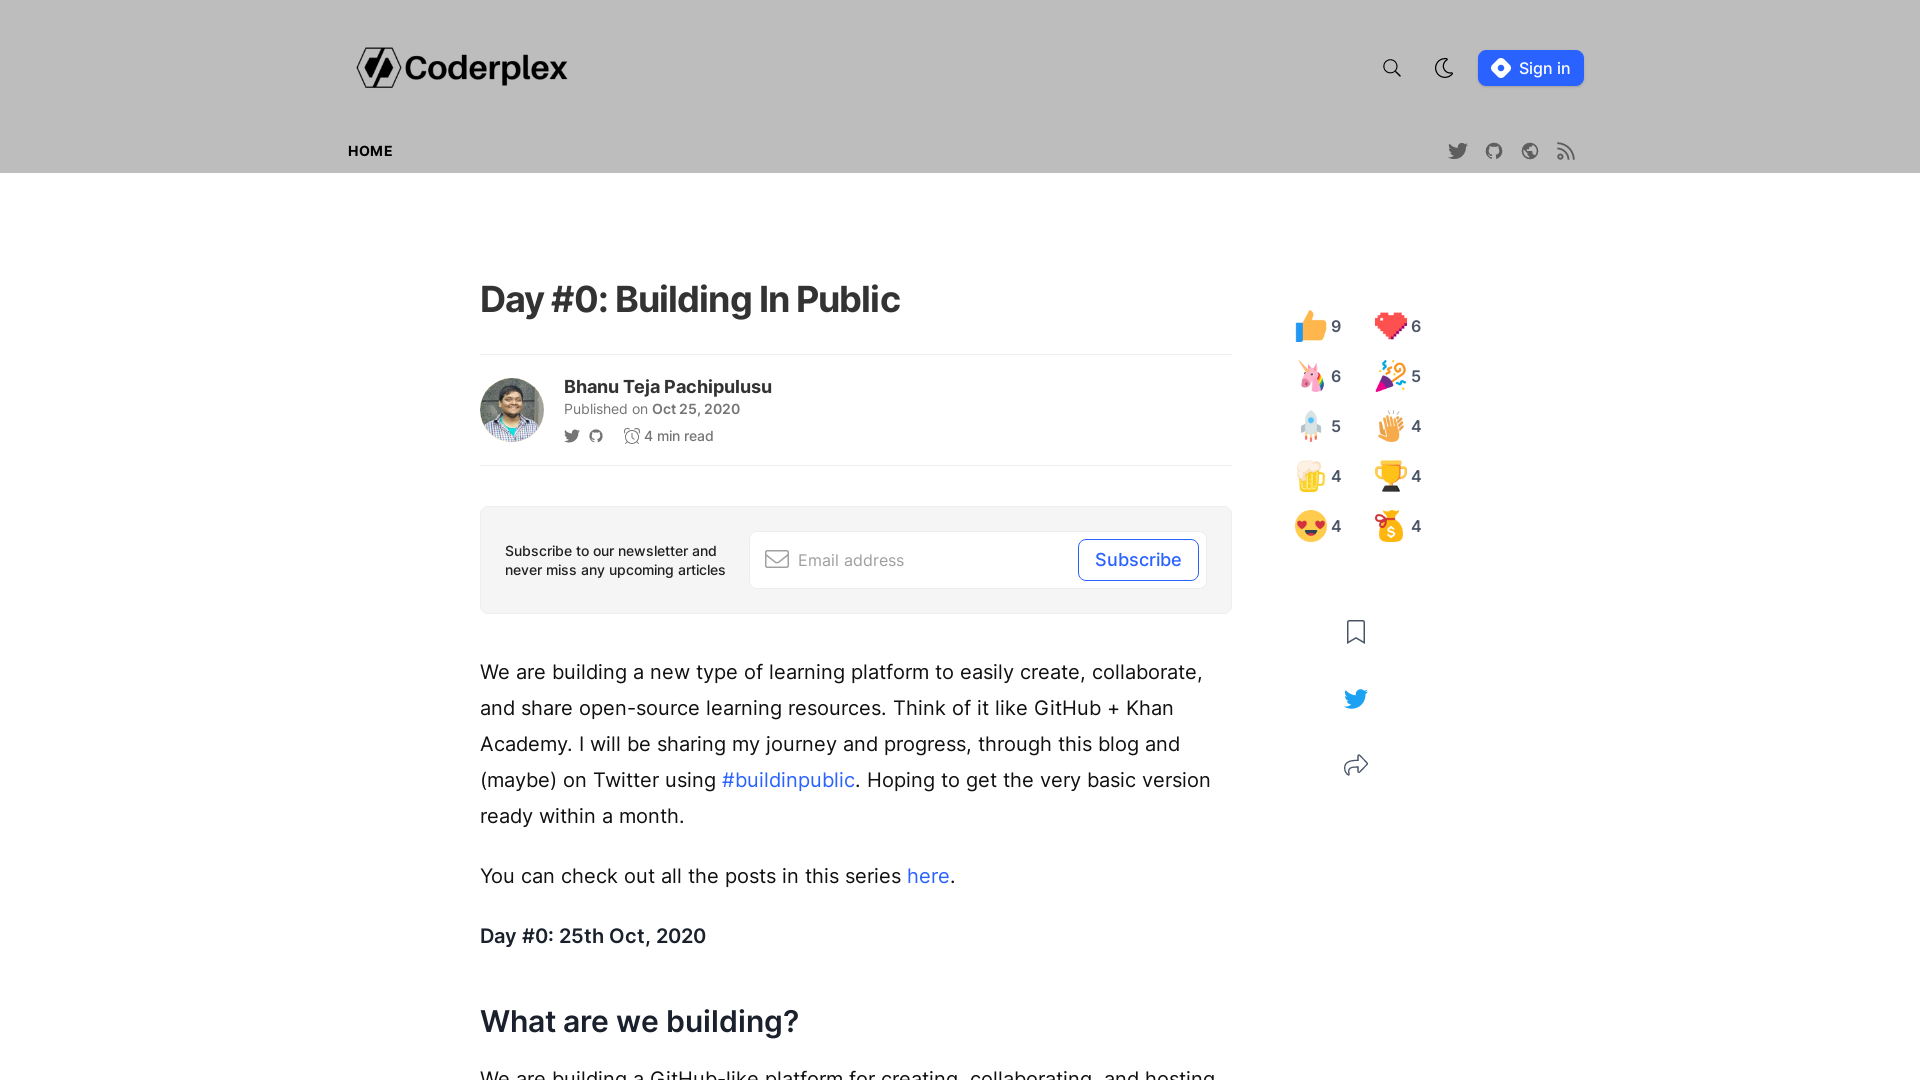 Coderplex
Sign in
HOME
Day #0: Building In Public
Bhanu Teja Pachipulusu
Published on Oct 25, 2020
4 min read
9
6
6
5
5
4
4
4
4
4
Subscribe to our newsletter and
never miss any upcoming articles
Email address
Subscribe
We are building a new type of learning platform to easily create, collaborate,
and share open-source learning resources. Think of it like GitHub + Khan
Academy. I will be sharing my journey and progress, through this blog and
(maybe) on Twitter using #buildinpublic. Hoping to get the very basic version
ready within a month.
You can check out all the posts in this series here.
Day #0: 25th Oct, 2020
What are we building?
We are building a GitHub-like platform for creating, collaborating, and hosting